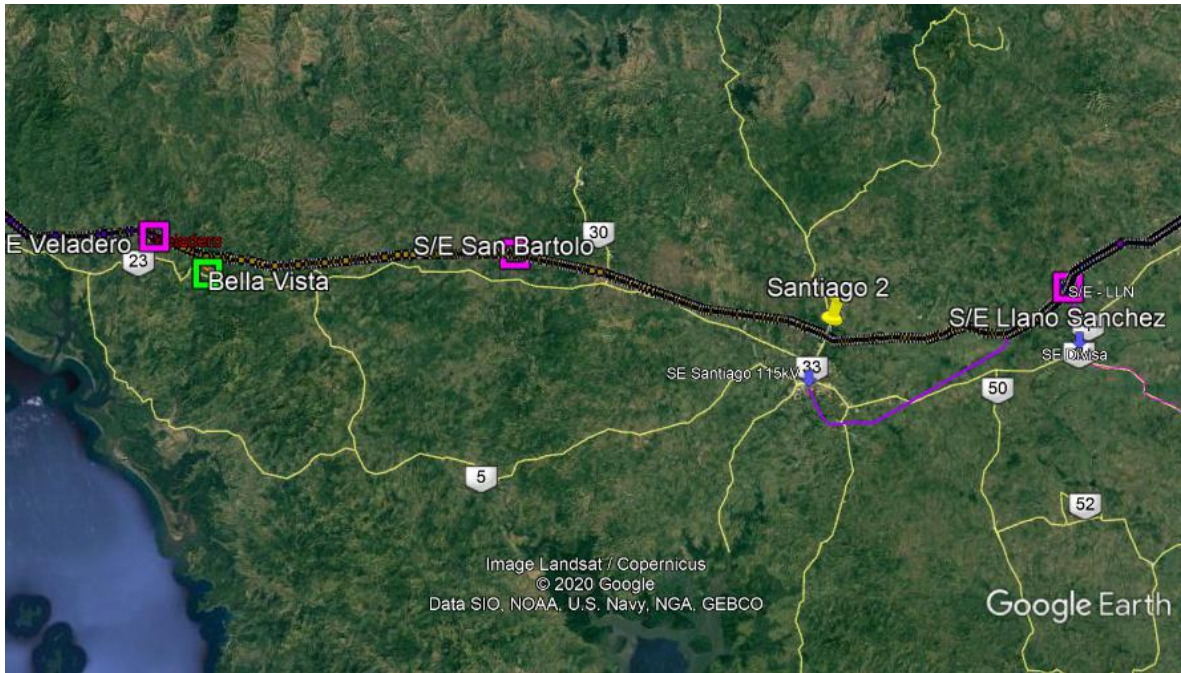 E Veladero
23
Bella Vista
S/E San Bartolo
30
Santiago 2
S/E - LLN
S/E Llano Sanchez
SE Divisa
SE Santiago 115kV
33
50
5
52
Image Landsat / Copernicus
© 2020 Google
Data SIO, NOAA, U.S. Navy, NGA, GEBCO
Google Earth